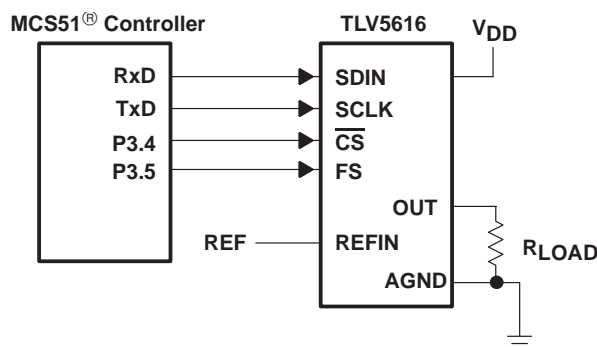 MCS51® Controller
TLV5616
VDD
RxD
SDIN
TxD
SCLK
P3.4
CS
P3.5
FS
OUT
REF
REFIN
RLOAD
AGND